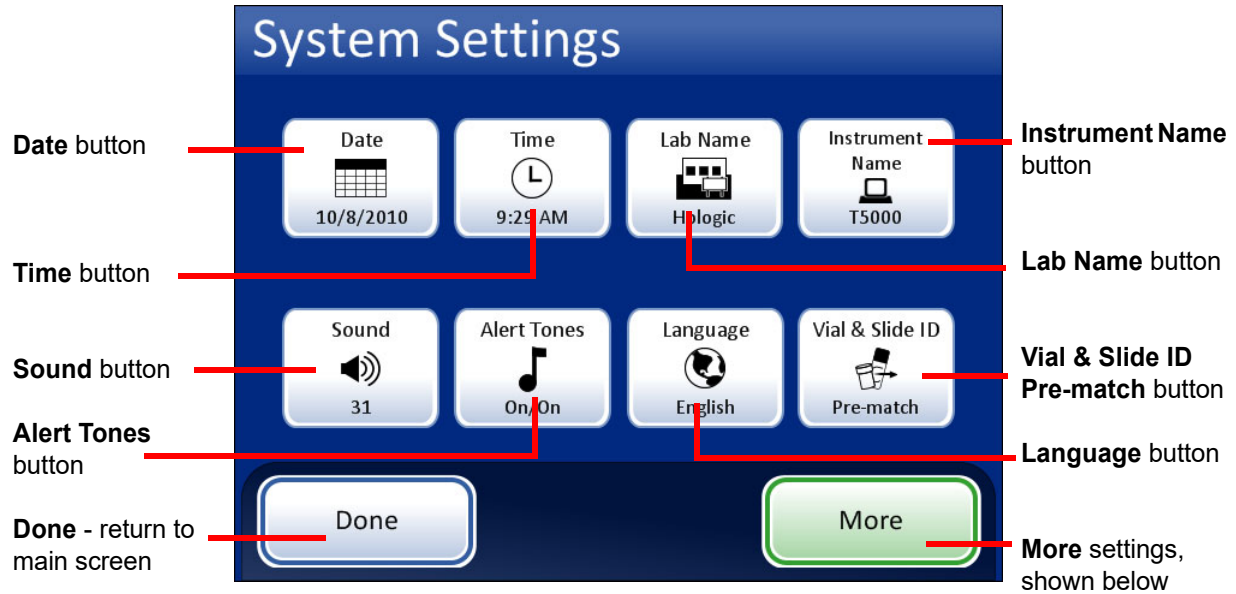 System Settings
Date button
Date
10/8/2010
Time
9:29 AM
Lab Name
Hologic
Instrument
Name
T5000
Instrument Name
button
Time button
Lab Name button
Sound button
Sound
31
Alert Tones
On/On
Language
English
Vial & Slide ID
Pre-match
Vial & Slide ID
Pre-match button
Alert Tones
button
Language button
Done - return to
main screen
Done
More
More settings,
shown below